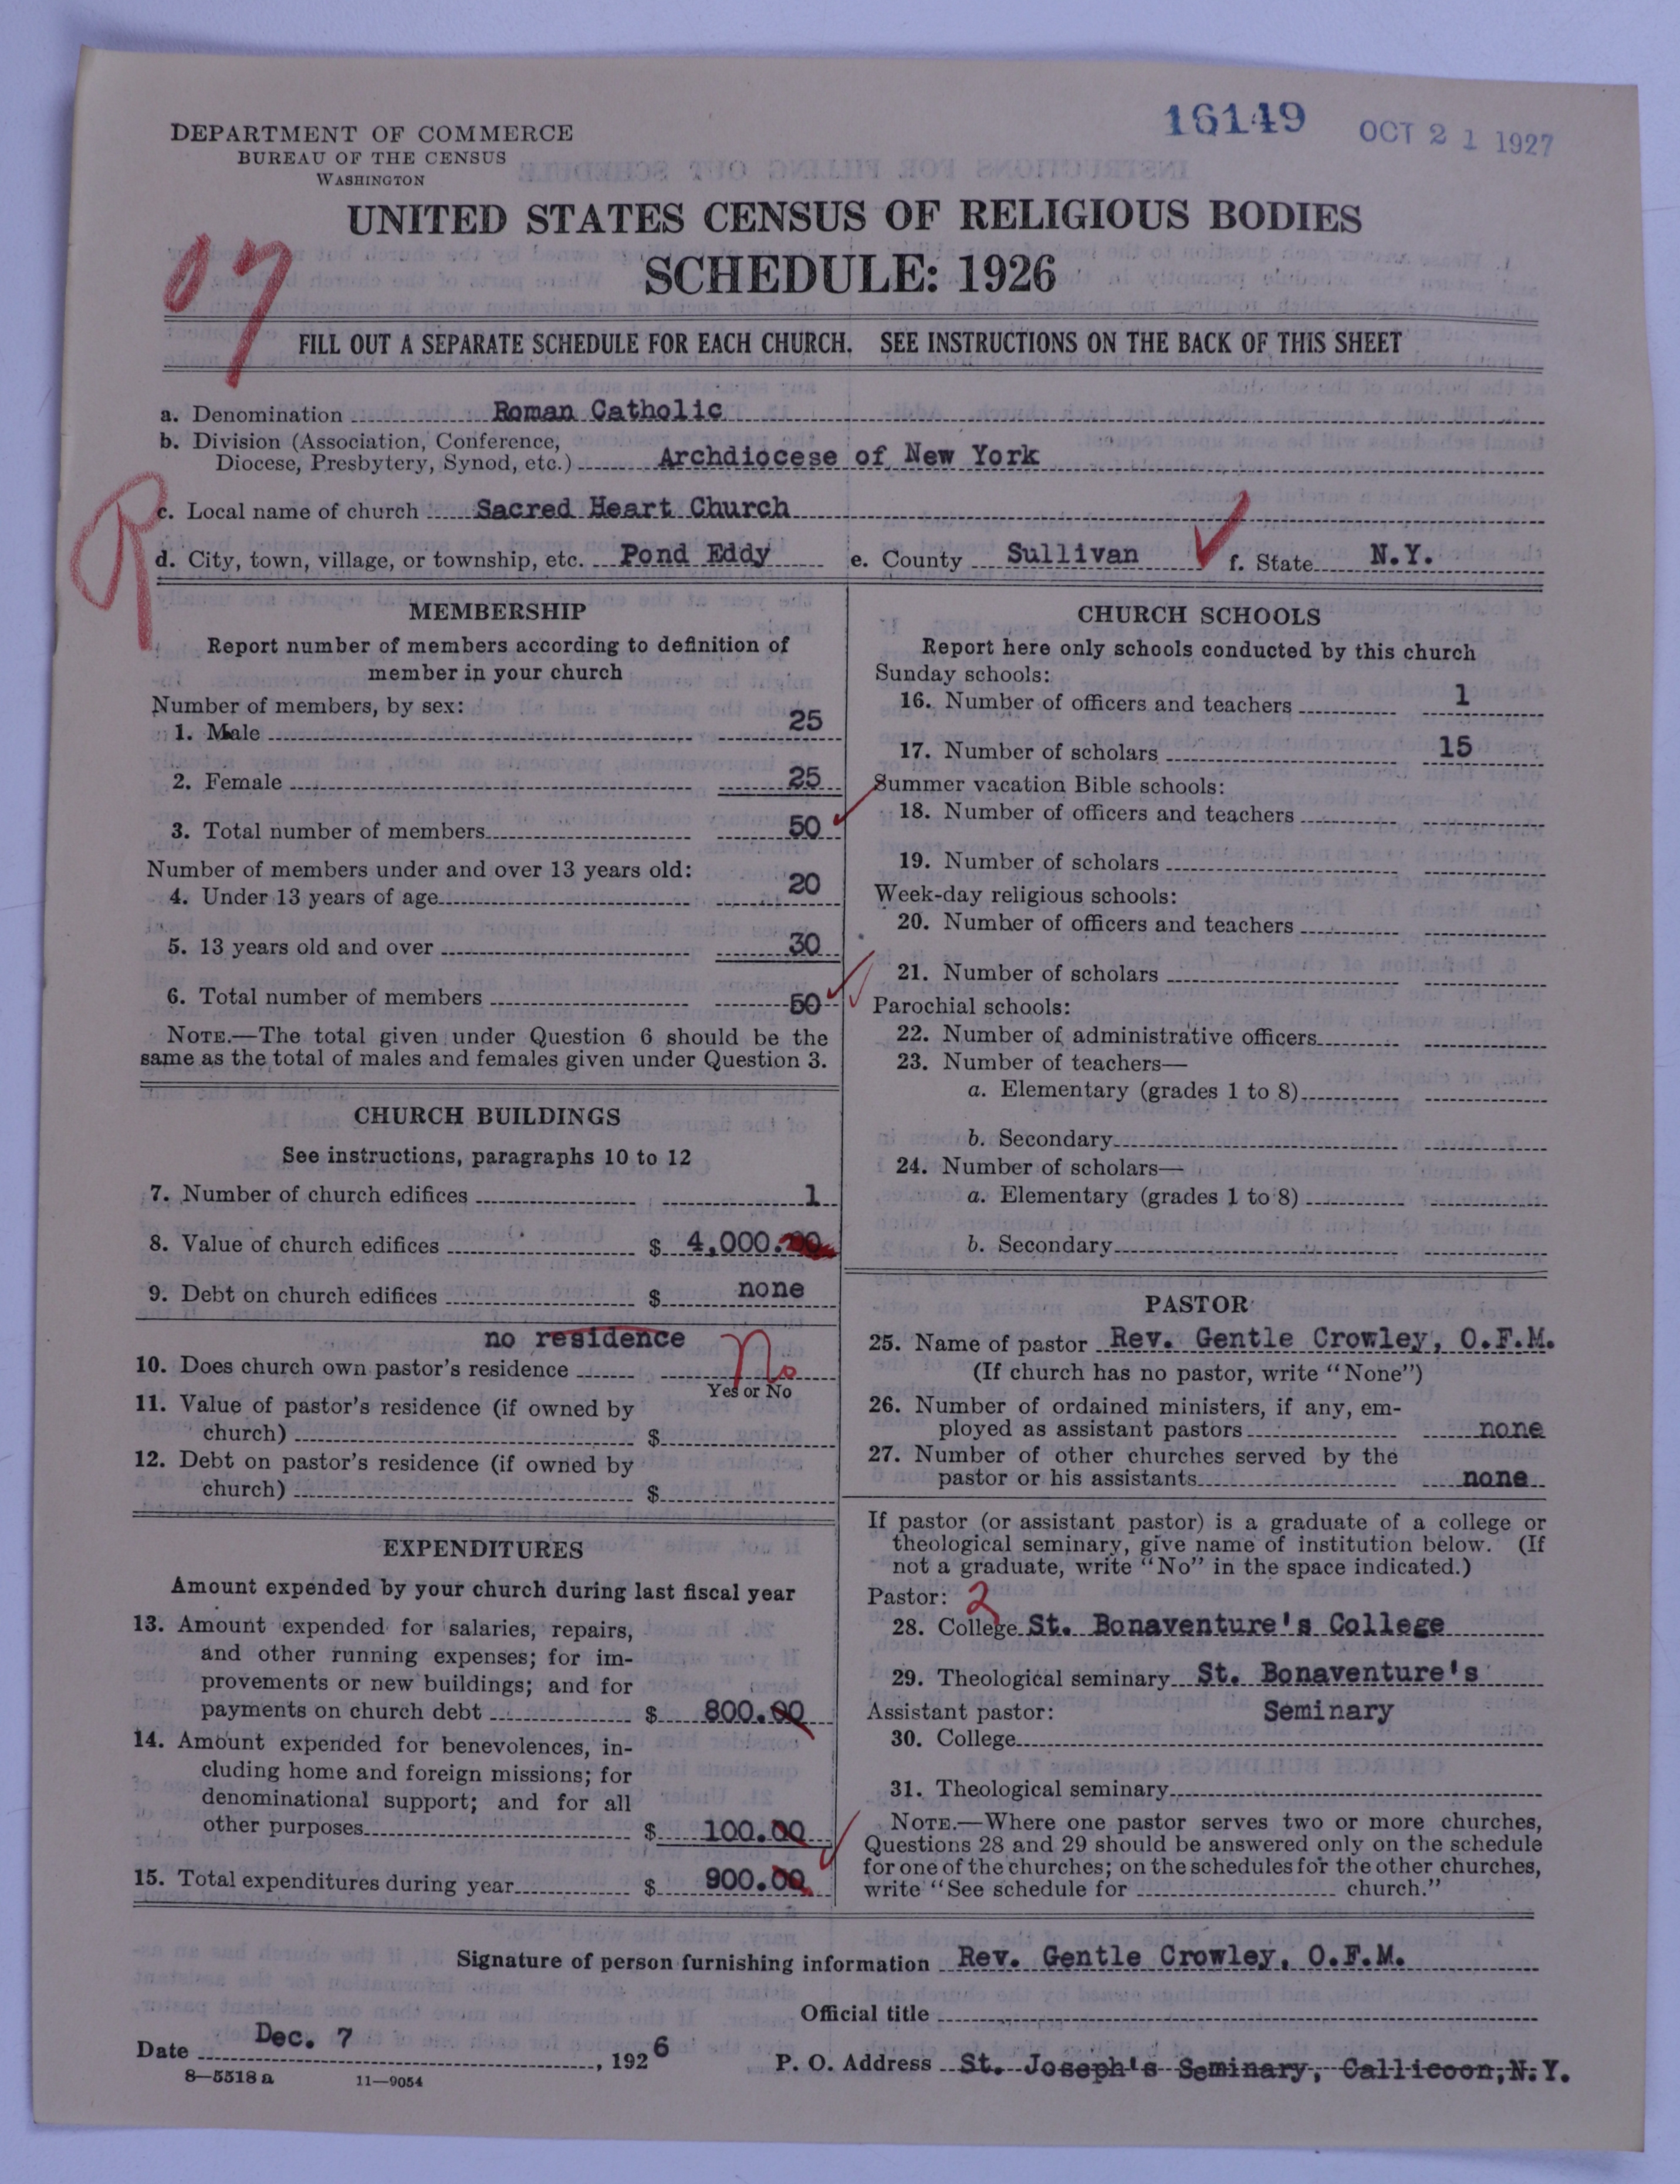 16149 OCT 21 1927
DEPARTMENT OF COMMERCE
BUREAU OF THE CENSUS
WASHINGTON
UNITED STATES CENSUS OF RELIGIOUS BODIES
SCHEDULE: 1926
07
FILL OUT A SEPARATE SCHEDULE FOR EACH CHURCH. SEE INSTRUCTIONS ON THE BACK OF THIS SHEET
a. Denomination Roman Catholic
b. Division (Association, Conference,
Diocese, Presbytery, Synod, etc.) Archdiocese of New York
R
c. Local name of church Sacred Heart Church
d. City, town, village, or township, etc. Pond Eddy e. County Sullivan f. State N.Y.
MEMBERSHIP
Report number of members according to definition of
member in your church
Number of members, by sex:
1. Male 25
2. Female 25
3. Total number of members 50
Number of members under and over 13 years old:
4. Under 13 years of age 20
5. 13 years old and over 30
6. Total number of members 50
NOTE.—The total given under Question 6 should be the
same as the total of males and females given under Question 3.
CHURCH BUILDINGS
See instructions, paragraphs 10 to 12
7. Number of church edifices 1
8. Value of church edifices $ 4,000.00
9. Debt on church edifices $ none
no residence
10. Does church own pastor's residence No
Yes or No
11. Value of pastor's residence (if owned by
church) $
12. Debt on pastor's residence (if owned by
church) $
EXPENDITURES
Amount expended by your church during last fiscal year
13. Amount expended for salaries, repairs,
and other running expenses; for im-
provements or new buildings; and for
payments on church debt $ 800.00
14. Amount expended for benevolences, in-
cluding home and foreign missions; for
denominational support; and for all
other purposes $ 100.00
15. Total expenditures during year $ 900.00
CHURCH SCHOOLS
Report here only schools conducted by this church
Sunday schools:
16. Number of officers and teachers 1
17. Number of scholars 15
Summer vacation Bible schools:
18. Number of officers and teachers
19. Number of scholars
Week-day religious schools:
20. Number of officers and teachers
21. Number of scholars
Parochial schools:
22. Number of administrative officers
23. Number of teachers—
a. Elementary (grades 1 to 8)
b. Secondary
24. Number of scholars—
a. Elementary (grades 1 to 8)
b. Secondary
PASTOR
25. Name of pastor Rev. Gentle Crowley, O.F.M.
(If church has no pastor, write "None")
26. Number of ordained ministers, if any, em-
ployed as assistant pastors none
27. Number of other churches served by the
pastor or his assistants none
If pastor (or assistant pastor) is a graduate of a college or
theological seminary, give name of institution below. (If
not a graduate, write "No" in the space indicated.)
Pastor: 2
28. College St. Bonaventure's College
29. Theological seminary St. Bonaventure's
Assistant pastor: Seminary
30. College
31. Theological seminary
NOTE.—Where one pastor serves two or more churches,
Questions 28 and 29 should be answered only on the schedule
for one of the churches; on the schedules for the other churches,
write "See schedule for church."
Signature of person furnishing information Rev. Gentle Crowley, O.F.M.
Official title
Date Dec. 7, 1926 P. O. Address St. Joseph's Seminary, Callicoon, N.Y.
8—5518 a 11—9054